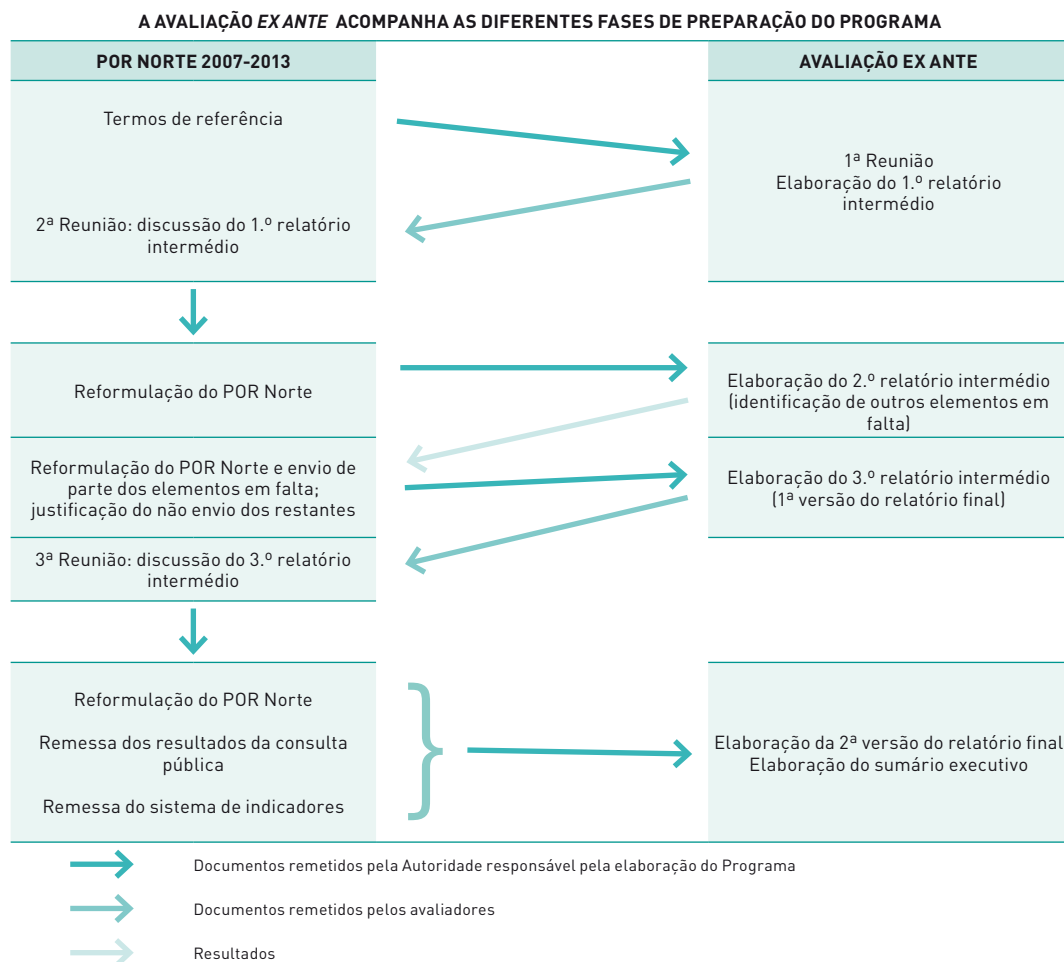 A AVALIAÇÃO EX ANTE ACOMPANHA AS DIFERENTES FASES DE PREPARAÇÃO DO PROGRAMA
POR NORTE 2007-2013
AVALIAÇÃO EX ANTE
Termos de referência
1ª Reunião
Elaboração do 1.º relatório
intermédio
2ª Reunião: discussão do 1.º relatório
intermédio
Reformulação do POR Norte
Elaboração do 2.º relatório intermédio
(identificação de outros elementos em
falta)
Reformulação do POR Norte e envio de
parte dos elementos em falta;
justificação do não envio dos restantes
Elaboração do 3.º relatório intermédio
(1ª versão do relatório final)
3ª Reunião: discussão do 3.º relatório
intermédio
Reformulação do POR Norte
Remessa dos resultados da consulta
pública
Remessa do sistema de indicadores
Elaboração da 2ª versão do relatório final
Elaboração do sumário executivo
Documentos remetidos pela Autoridade responsável pela elaboração do Programa
Documentos remetidos pelos avaliadores
Resultados